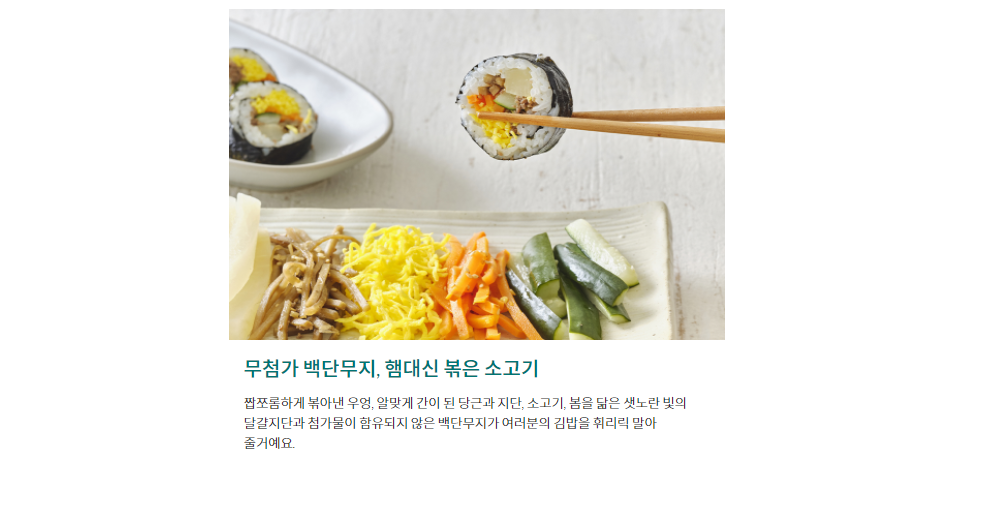 무첨가 백단무지, 햄대신 볶은 소고기
짭쪼롬하게 볶아낸 우엉, 알맞게 간이 된 당근과 지단, 소고기, 봄을 닮은 샛노란 빛의
달걀지단과 첨가물이 함유되지 않은 백단무지가 여러분의 김밥을 휘리릭 말아
줄거예요.